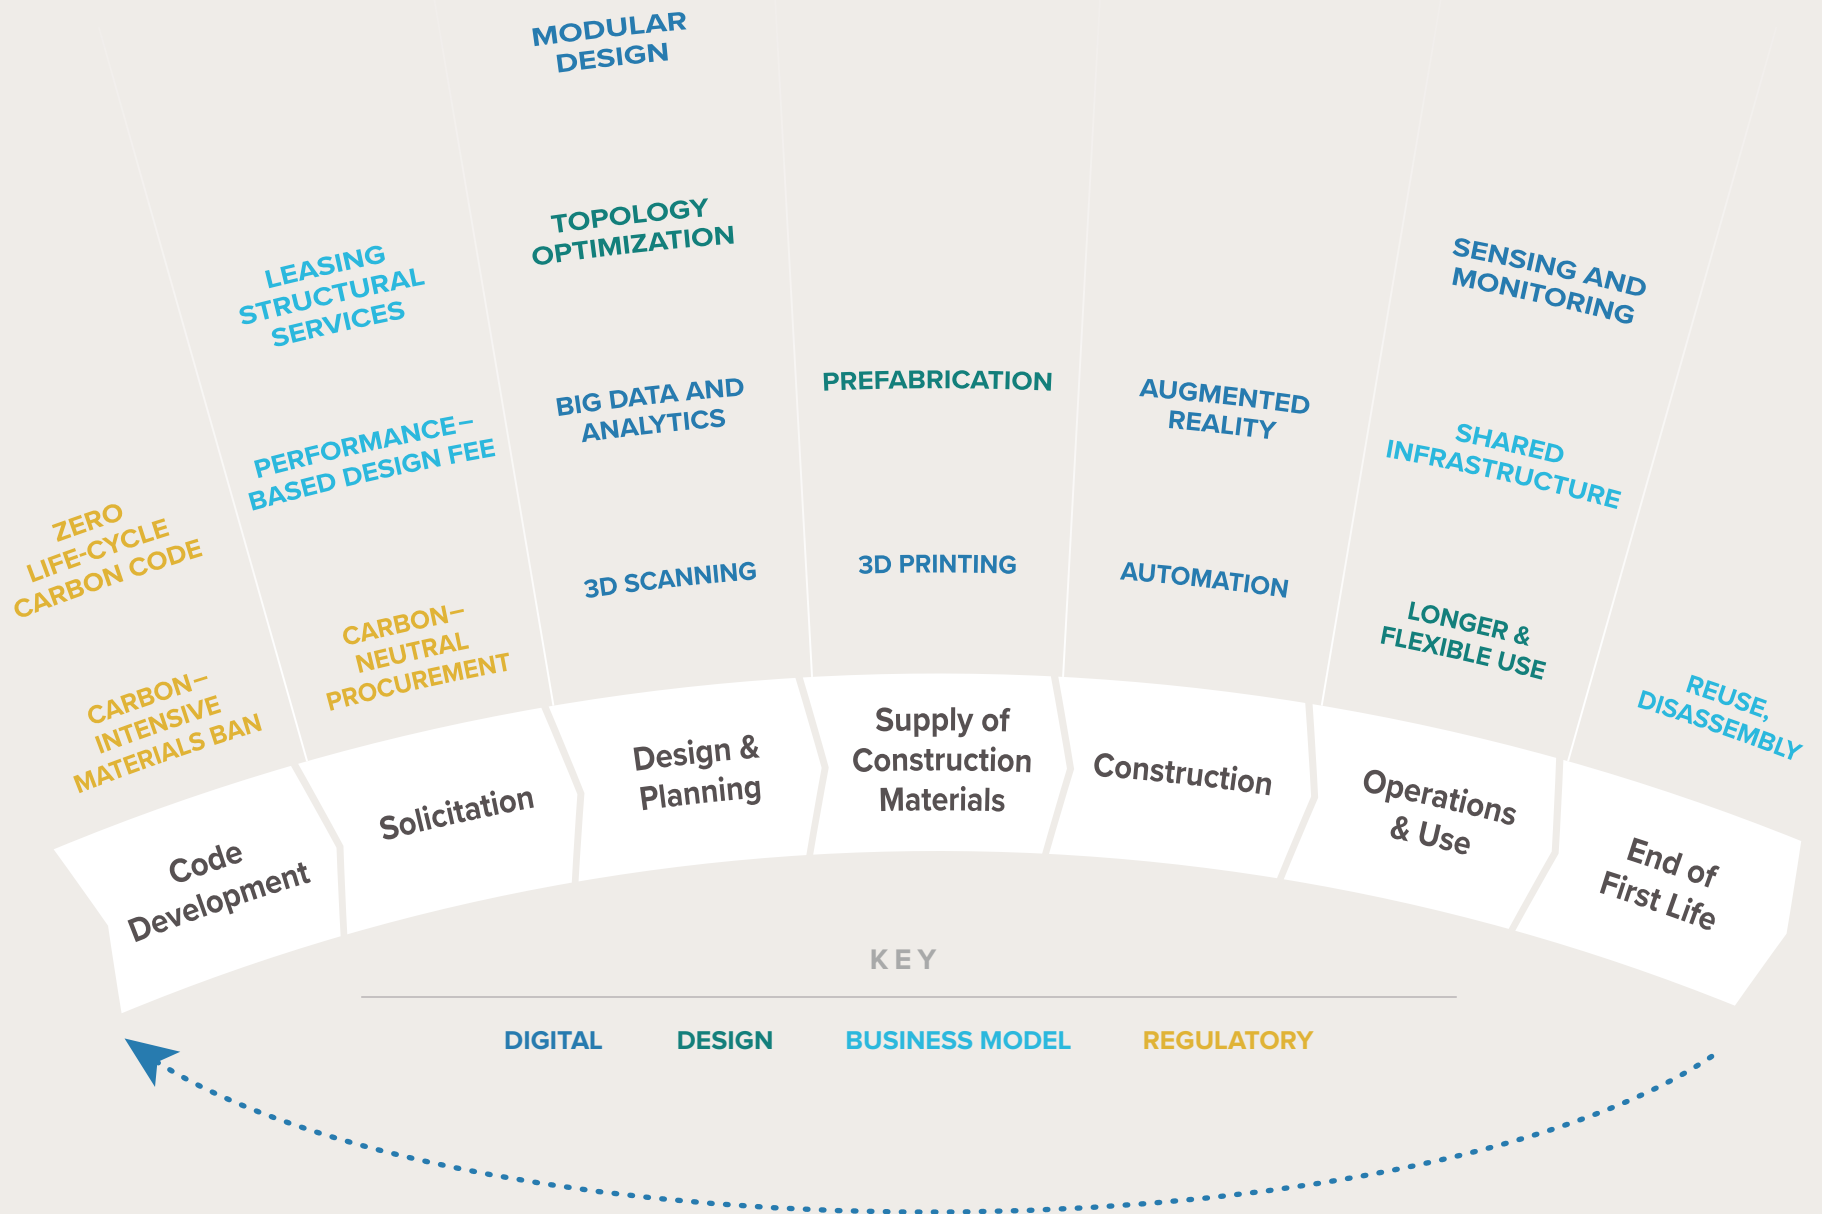 MODULAR
DESIGN
TOPOLOGY
OPTIMIZATION
LEASING
STRUCTURAL
SERVICES
SENSING AND
MONITORING
BIG DATA AND
ANALYTICS
PREFABRICATION
AUGMENTED
REALITY
PERFORMANCE–
BASED DESIGN FEE
SHARED
INFRASTRUCTURE
ZERO
LIFE-CYCLE
CARBON CODE
3D SCANNING
3D PRINTING
AUTOMATION
CARBON–
NEUTRAL
PROCUREMENT
LONGER &
FLEXIBLE USE
CARBON–
INTENSIVE
MATERIALS BAN
REUSE,
DISASSEMBLY
Code
Development
Solicitation
Design &
Planning
Supply of
Construction
Materials
Construction
Operations
& Use
End of
First Life
KEY
DIGITAL
DESIGN
BUSINESS MODEL
REGULATORY